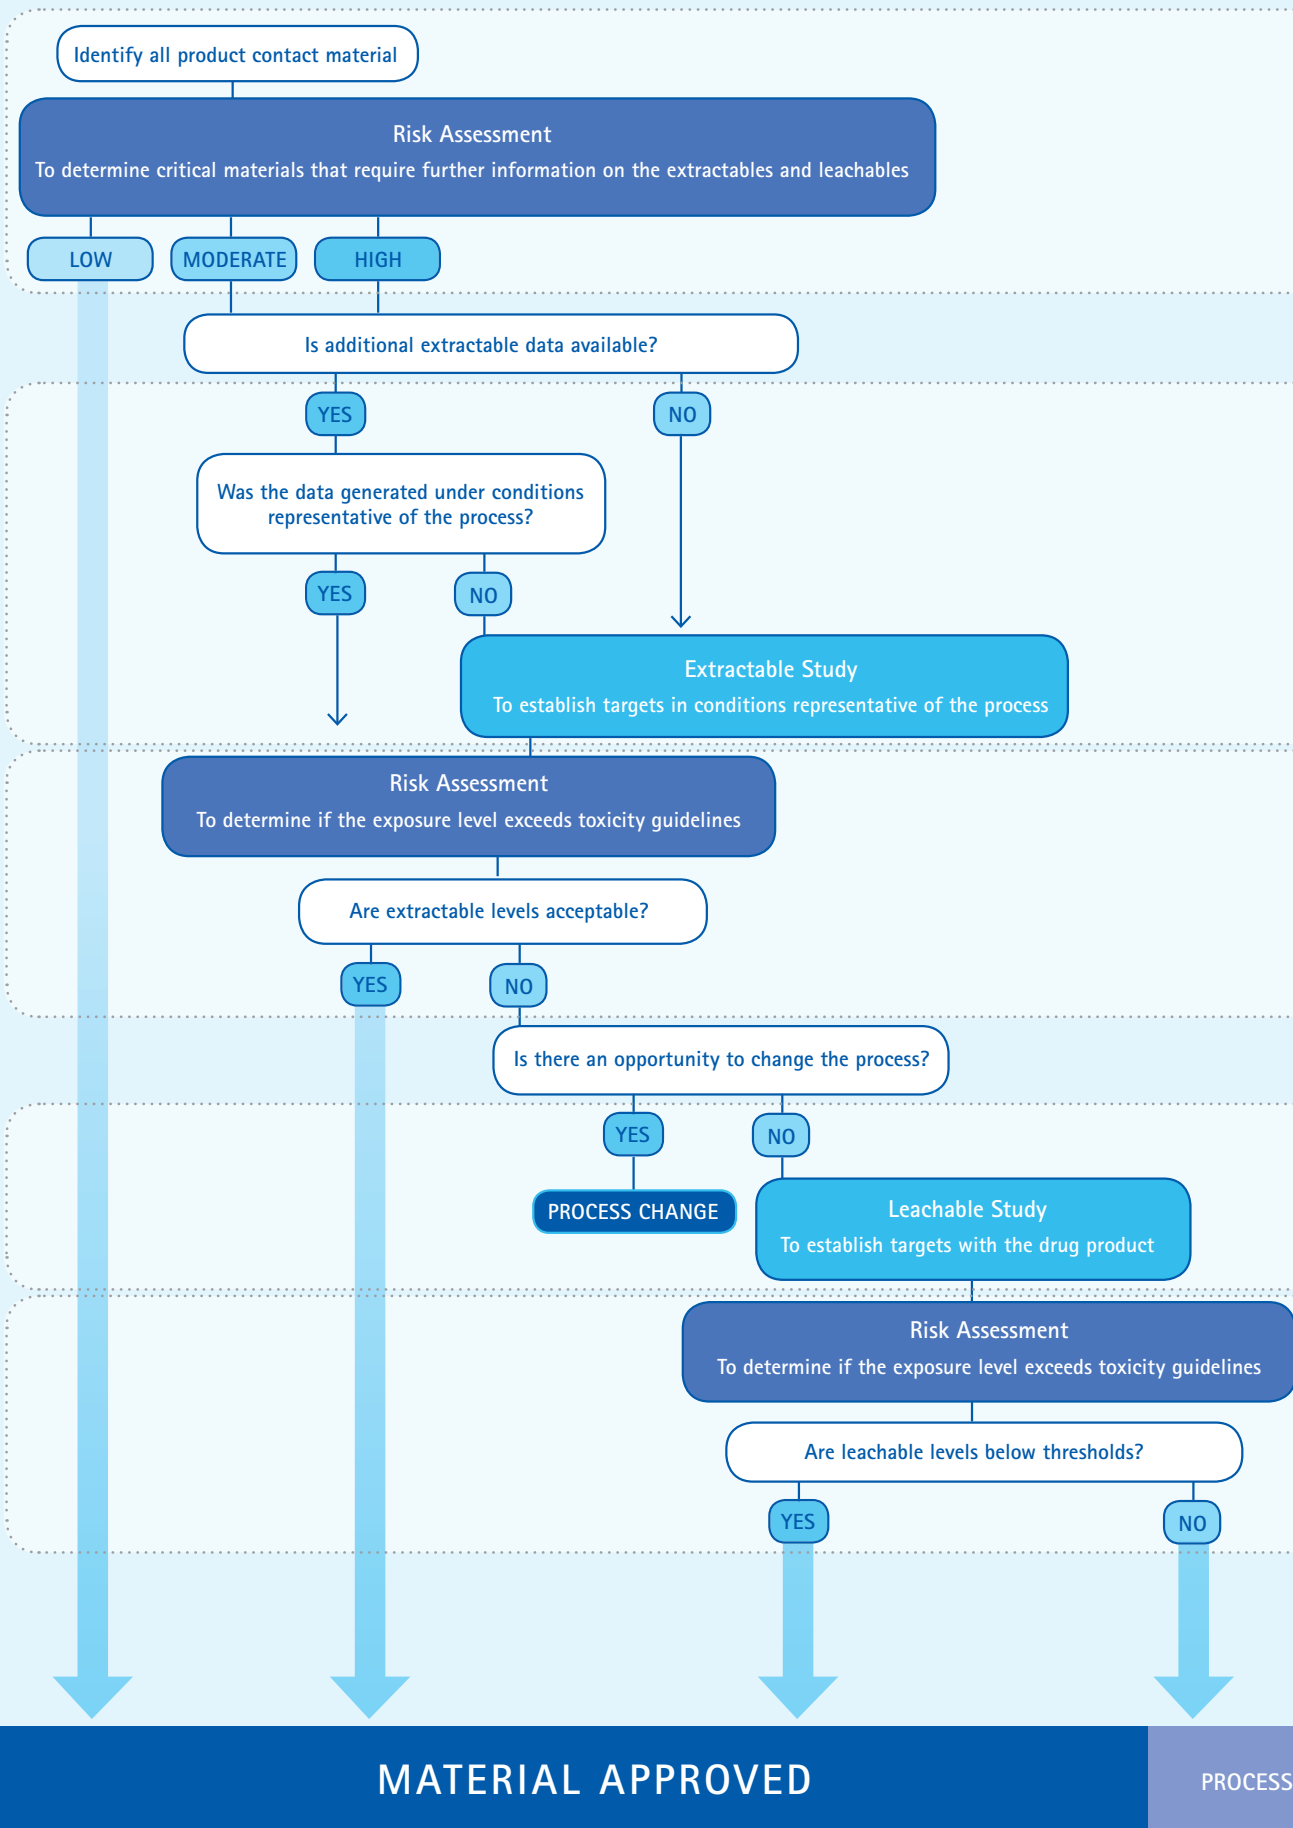 Identify all product contact material
Risk Assessment
To determine critical materials that require further information on the extractables and leachables
LOW
MODERATE
HIGH
Is additional extractable data available?
YES
NO
Was the data generated under conditions
representative of the process?
YES
NO
Extractable Study
To establish targets in conditions representative of the process
Risk Assessment
To determine if the exposure level exceeds toxicity guidelines
Are extractable levels acceptable?
YES
NO
Is there an opportunity to change the process?
YES
NO
PROCESS CHANGE
Leachable Study
To establish targets with the drug product
Risk Assessment
To determine if the exposure level exceeds toxicity guidelines
Are leachable levels below thresholds?
YES
NO
MATERIAL APPROVED
PROCESS